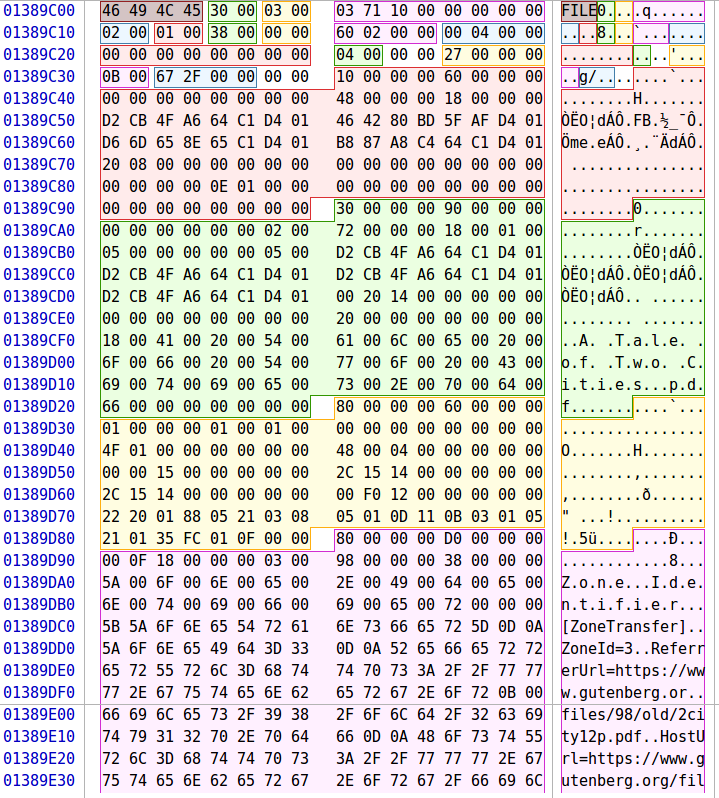 01389C00 46 49 4C 45 30 00 03 00 03 71 10 00 00 00 00 00 FILE0....q......
01389C10 02 00 01 00 38 00 00 00 60 02 00 00 00 04 00 00 ....8...`.......
01389C20 00 00 00 00 00 00 00 00 04 00 00 00 27 00 00 00 ............'...
01389C30 0B 00 67 2F 00 00 00 00 10 00 00 00 60 00 00 00 ..g/........`...
01389C40 00 00 00 00 00 00 00 00 48 00 00 00 18 00 00 00 ........H.......
01389C50 D2 CB 4F A6 64 C1 D4 01 46 42 80 BD 5F AF D4 01 ÒËO¦dÁÔ.FB.½_¯Ô.
01389C60 D6 6D 65 8E 65 C1 D4 01 B8 87 A8 C4 64 C1 D4 01 Öme.eÁÔ.¸.¨ÄdÁÔ.
01389C70 20 08 00 00 00 00 00 00 00 00 00 00 00 00 00 00 ...............
01389C80 00 00 00 00 0E 01 00 00 00 00 00 00 00 00 00 00 ................
01389C90 00 00 00 00 00 00 00 00 30 00 00 00 90 00 00 00 ........0.......
01389CA0 00 00 00 00 00 00 02 00 72 00 00 00 18 00 01 00 ........r.......
01389CB0 05 00 00 00 00 00 05 00 D2 CB 4F A6 64 C1 D4 01 ........ÒËO¦dÁÔ.
01389CC0 D2 CB 4F A6 64 C1 D4 01 D2 CB 4F A6 64 C1 D4 01 ÒËO¦dÁÔ.ÒËO¦dÁÔ.
01389CD0 D2 CB 4F A6 64 C1 D4 01 00 20 14 00 00 00 00 00 ÒËO¦dÁÔ.. ......
01389CE0 00 00 00 00 00 00 00 00 20 00 00 00 00 00 00 00 ........ .......
01389CF0 18 00 41 00 20 00 54 00 61 00 6C 00 65 00 20 00 ..A. .T.a.l.e. .
01389D00 6F 00 66 00 20 00 54 00 77 00 6F 00 20 00 43 00 o.f. .T.w.o. .C.
01389D10 69 00 74 00 69 00 65 00 73 00 2E 00 70 00 64 00 i.t.i.e.s...p.d.
01389D20 66 00 00 00 00 00 00 00 80 00 00 00 60 00 00 00 f...........`...
01389D30 01 00 00 00 01 00 01 00 00 00 00 00 00 00 00 00 ................
01389D40 4F 01 00 00 00 00 00 00 48 00 04 00 00 00 00 00 O.......H.......
01389D50 00 00 15 00 00 00 00 00 2C 15 14 00 00 00 00 00 ........,.......
01389D60 2C 15 14 00 00 00 00 00 00 F0 12 00 00 00 00 00 ,........ð......
01389D70 22 20 01 88 05 21 03 08 05 01 0D 11 0B 03 01 05 " ...!..........
01389D80 21 01 35 FC 01 0F 00 00 80 00 00 00 D0 00 00 00 !.5ü........Ð...
01389D90 00 0F 18 00 00 00 03 00 98 00 00 00 38 00 00 00 ............8...
01389DA0 5A 00 6F 00 6E 00 65 00 2E 00 49 00 64 00 65 00 Z.o.n.e...I.d.e.
01389DB0 6E 00 74 00 69 00 66 00 69 00 65 00 72 00 00 00 n.t.i.f.i.e.r...
01389DC0 5B 5A 6F 6E 65 54 72 61 6E 73 66 65 72 5D 0D 0A [ZoneTransfer]..
01389DD0 5A 6F 6E 65 49 64 3D 33 0D 0A 52 65 66 65 72 72 ZoneId=3..Referr
01389DE0 65 72 55 72 6C 3D 68 74 74 70 73 3A 2F 2F 77 77 erUrl=https://ww
01389DF0 77 2E 67 75 74 65 6E 62 65 72 67 2E 6F 72 0B 00 w.gutenberg.or..
01389E00 66 69 6C 65 73 2F 39 38 2F 6F 6C 64 2F 32 63 69 files/98/old/2ci
01389E10 74 79 31 32 70 2E 70 64 66 0D 0A 48 6F 73 74 55 ty12p.pdf..HostU
01389E20 72 6C 3D 68 74 74 70 73 3A 2F 2F 77 77 77 2E 67 rl=https://www.g
01389E30 75 74 65 6E 62 65 72 67 2E 6F 72 67 2F 66 69 6C utenberg.org/fil